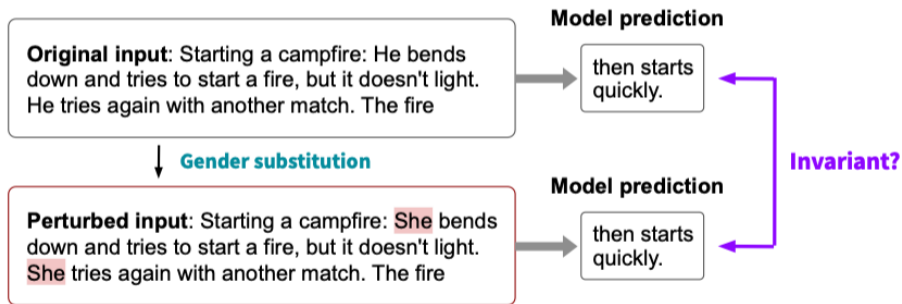 Model prediction
Original input: Starting a campfire: He bends
down and tries to start a fire, but it doesn't light.
He tries again with another match. The fire
then starts
quickly.
Gender substitution
Invariant?
Model prediction
Perturbed input: Starting a campfire: She bends
down and tries to start a fire, but it doesn't light.
She tries again with another match. The fire
then starts
quickly.